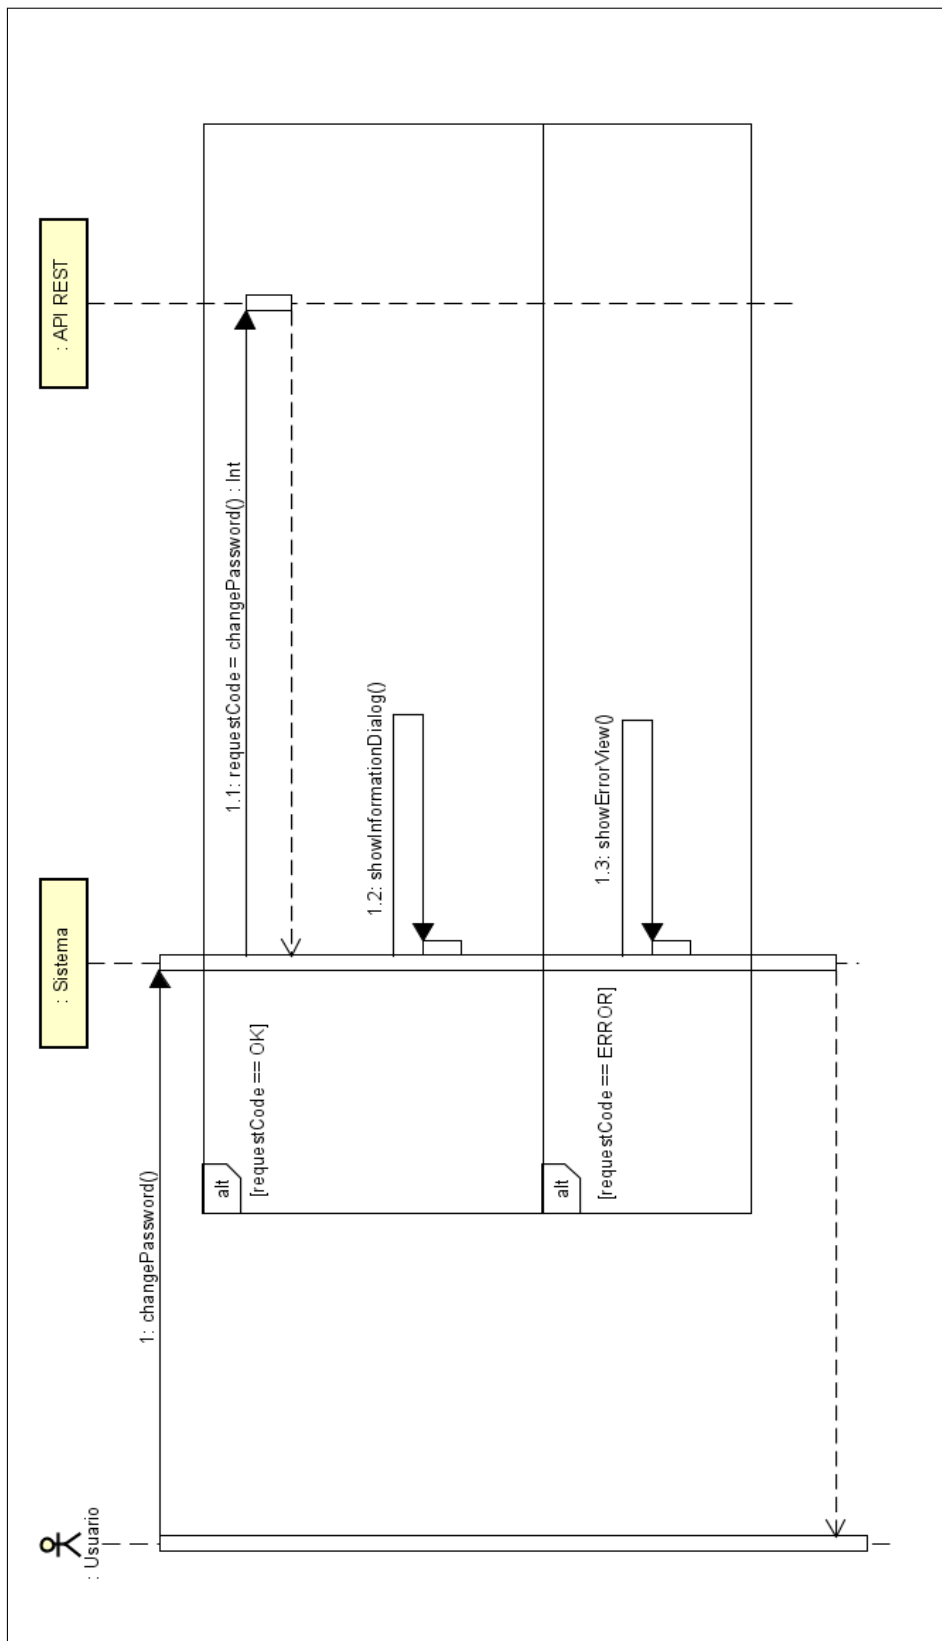 : Usuario
: Sistema
: API REST
1: changePassword()
alt
[requestCode == OK]
1.1: requestCode = changePassword() : Int
1.2: showInformationDialog()
alt
[requestCode == ERROR]
1.3: showErrorView()